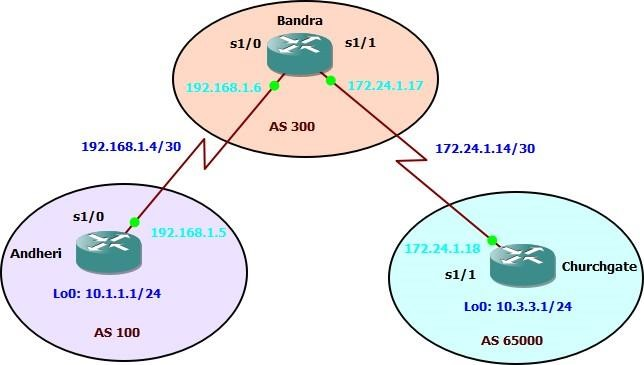 Bandra
s1/0
s1/1
192.168.1.6
172.24.1.17
AS 300
192.168.1.4/30
172.24.1.14/30
s1/0
192.168.1.5
Andheri
Lo0: 10.1.1.1/24
AS 100
172.24.1.18
s1/1
Churchgate
Lo0: 10.3.3.1/24
AS 65000